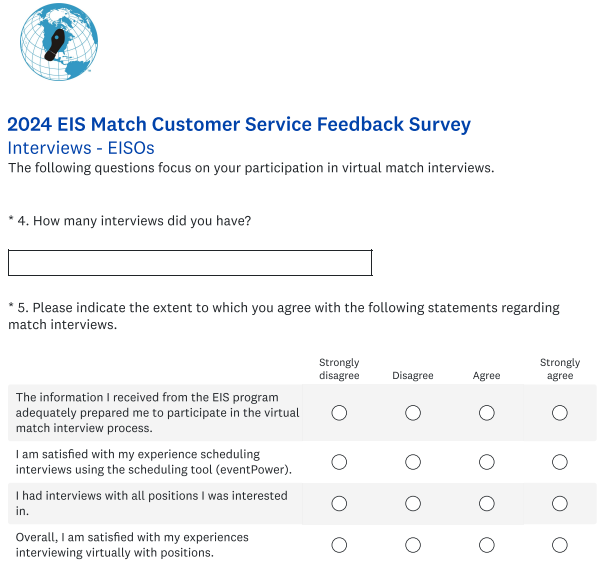 2024 EIS Match Customer Service Feedback Survey
Interviews - EISOs
The following questions focus on your participation in virtual match interviews.
* 4. How many interviews did you have?
* 5. Please indicate the extent to which you agree with the following statements regarding
match interviews.
Strongly
disagree
Disagree
Agree
Strongly
agree
The information I received from the EIS program
adequately prepared me to participate in the virtual
match interview process.
I am satisfied with my experience scheduling
interviews using the scheduling tool (eventPower).
I had interviews with all positions I was interested
in.
Overall, I am satisfied with my experiences
interviewing virtually with positions.